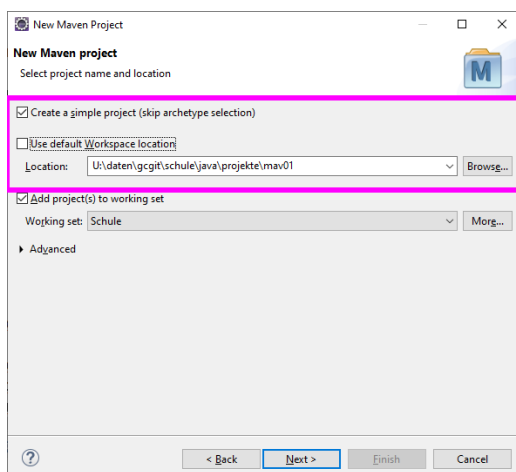 New Maven Project
New Maven project
Select project name and location
M
Create a simple project (skip archetype selection)
Use default Workspace location
Location: U:\daten\gcgit\schule\java\projekte\mav01 Browse...
Add project(s) to working set
Working set: Schule More...
Advanced
? < Back Next > Finish Cancel